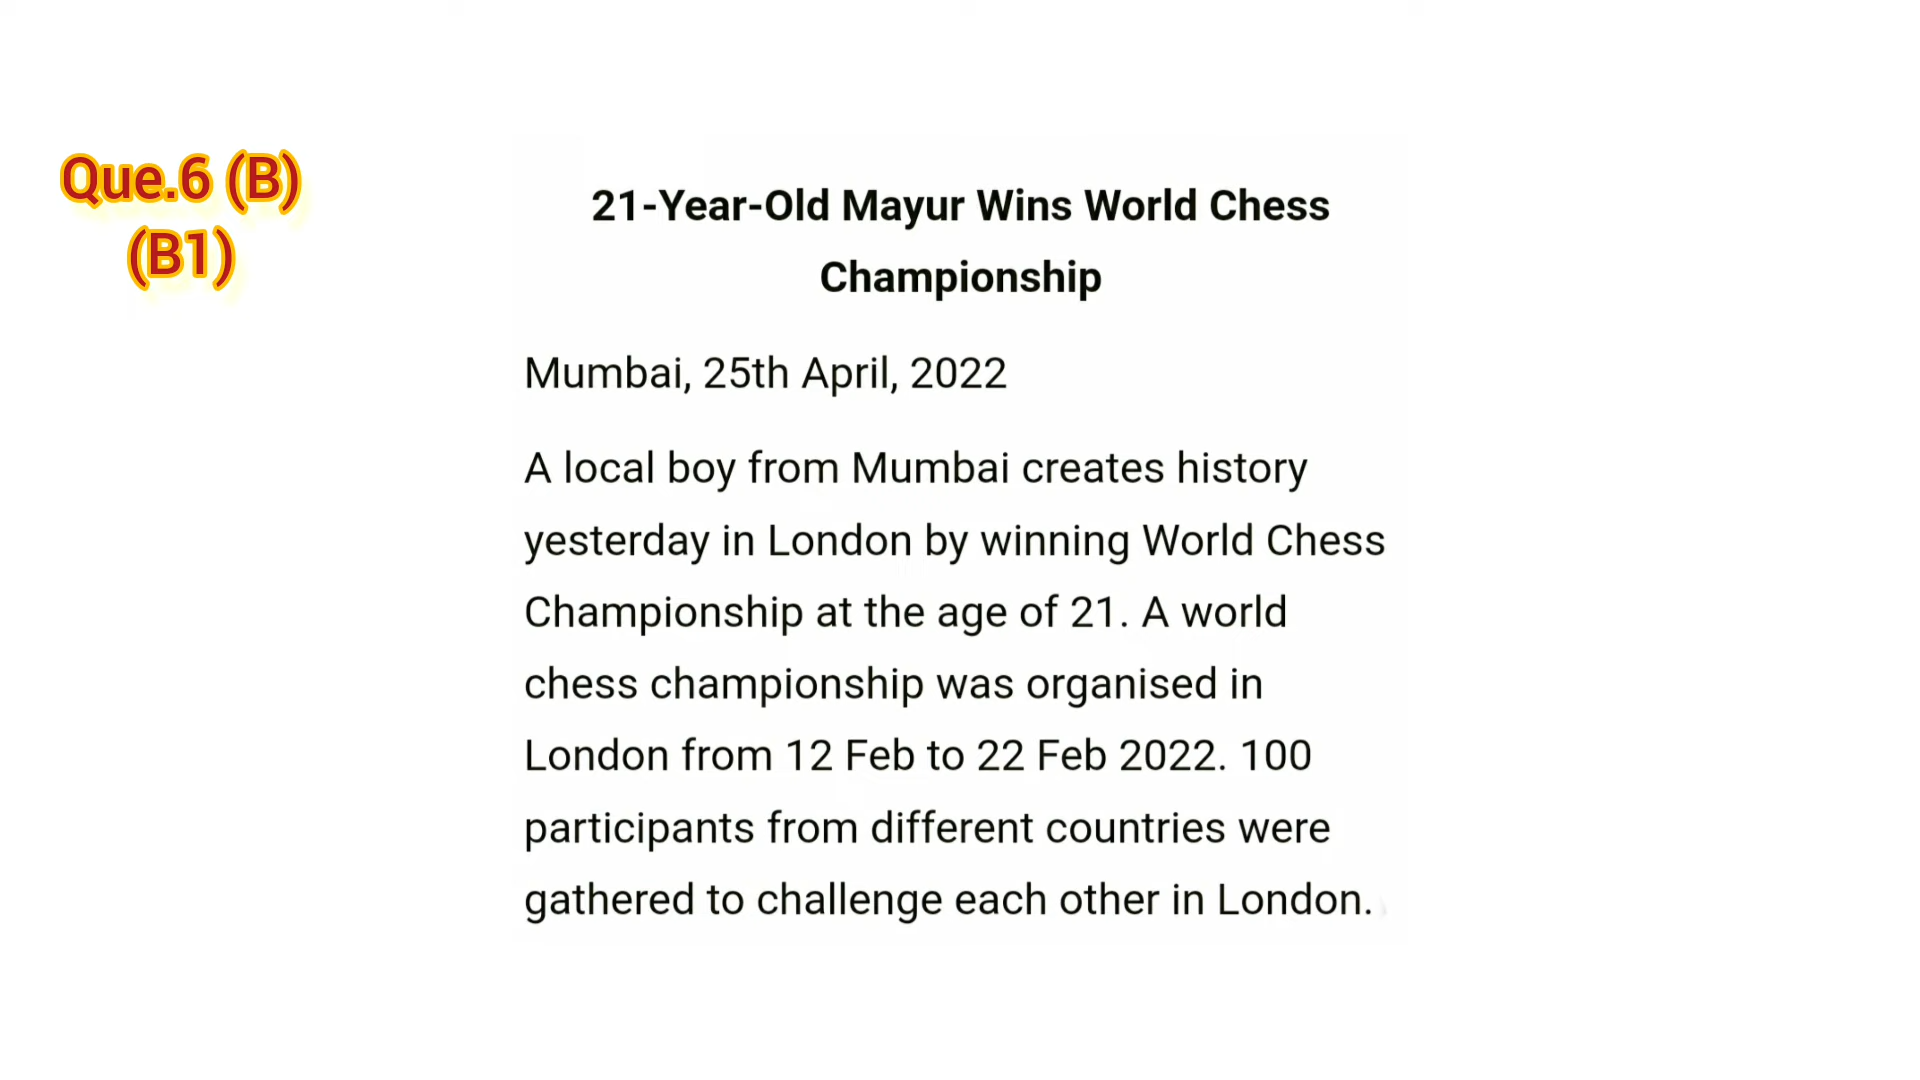 Que.6 (B)
(B1)
21-Year-Old Mayur Wins World Chess
Championship
Mumbai, 25th April, 2022
A local boy from Mumbai creates history
yesterday in London by winning World Chess
Championship at the age of 21. A world
chess championship was organised in
London from 12 Feb to 22 Feb 2022. 100
participants from different countries were
gathered to challenge each other in London.